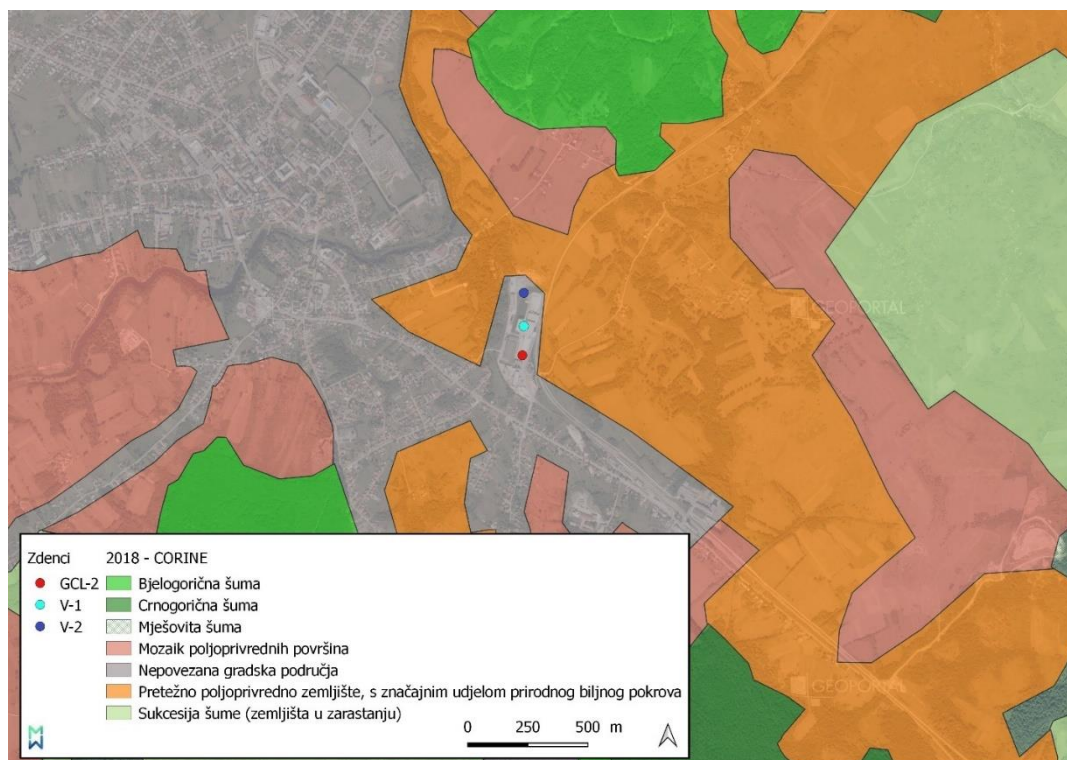 GEOPORTAL
GEOPORTAL
GEOPORTAL
Zdenci
GCL-2
V-1
V-2
2018 - CORINE
Bjelogorična šuma
Crnogorična šuma
Mješovita šuma
Mozaik poljoprivrednih površina
Nepovezana gradska područja
Pretežno poljoprivredno zemljište, s značajnim udjelom prirodnog biljnog pokrova
Sukcesija šume (zemljišta u zarastanju)
0 250 500 m